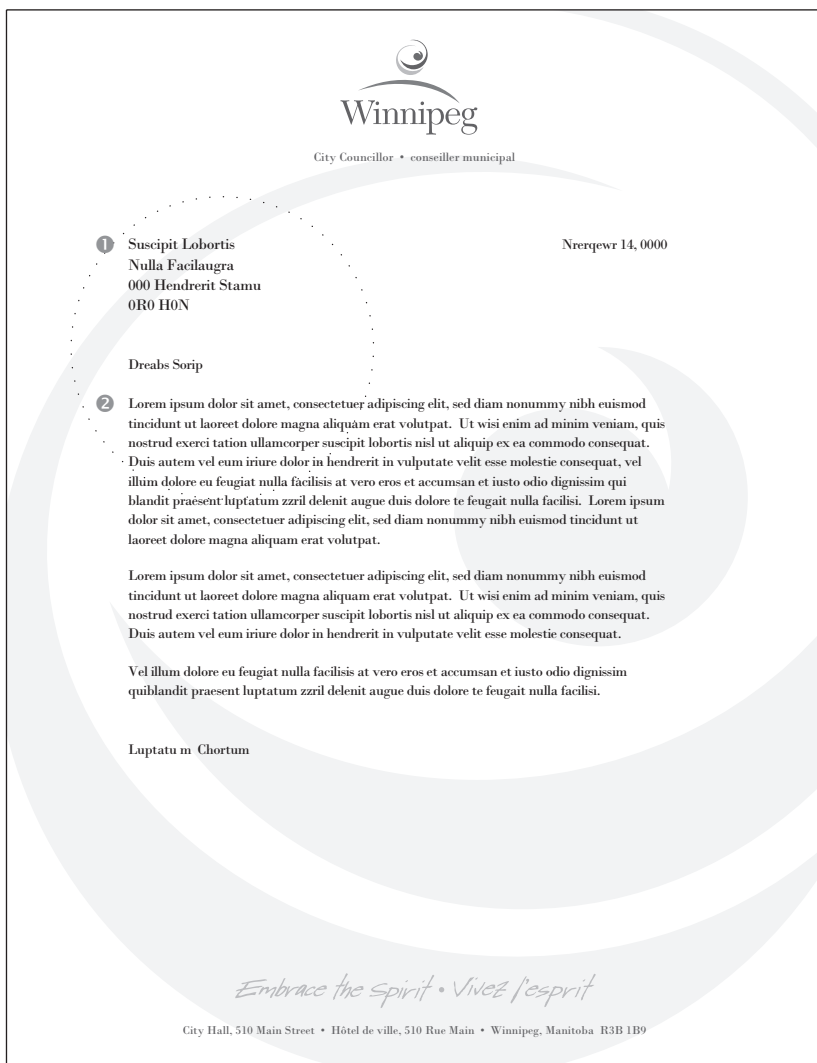 Winnipeg
City Councillor • conseiller municipal
1 Suscipit Lobortis
Nrerqewr 14, 0000
Nulla Facilaugra
000 Hendrerit Stamu
0R0 H0N
Dreabs Sorip
2 Lorem ipsum dolor sit amet, consectetuer adipiscing elit, sed diam nonummy nibh euismod
tincidunt ut laoreet dolore magna aliquam erat volutpat.  Ut wisi enim ad minim veniam, quis
nostrud exerci tation ullamcorper suscipit lobortis nisl ut aliquip ex ea commodo consequat.
Duis autem vel eum iriure dolor in hendrerit in vulputate velit esse molestie consequat, vel
illum dolore eu feugiat nulla facilisis at vero eros et accumsan et iusto odio dignissim qui
blandit praesent luptatum zzril delenit augue duis dolore te feugait nulla facilisi.  Lorem ipsum
dolor sit amet, consectetuer adipiscing elit, sed diam nonummy nibh euismod tincidunt ut
laoreet dolore magna aliquam erat volutpat.
Lorem ipsum dolor sit amet, consectetuer adipiscing elit, sed diam nonummy nibh euismod
tincidunt ut laoreet dolore magna aliquam erat volutpat.  Ut wisi enim ad minim veniam, quis
nostrud exerci tation ullamcorper suscipit lobortis nisl ut aliquip ex ea commodo consequat.
Duis autem vel eum iriure dolor in hendrerit in vulputate velit esse molestie consequat.
Vel illum dolore eu feugiat nulla facilisis at vero eros et accumsan et iusto odio dignissim
quiblandit praesent luptatum zzril delenit augue duis dolore te feugait nulla facilisi.
Luptatu m  Chortum
Embrace the Spirit • Vivez l'esprit
City Hall, 510 Main Street • Hôtel de ville, 510 Rue Main • Winnipeg, Manitoba  R3B 1B9